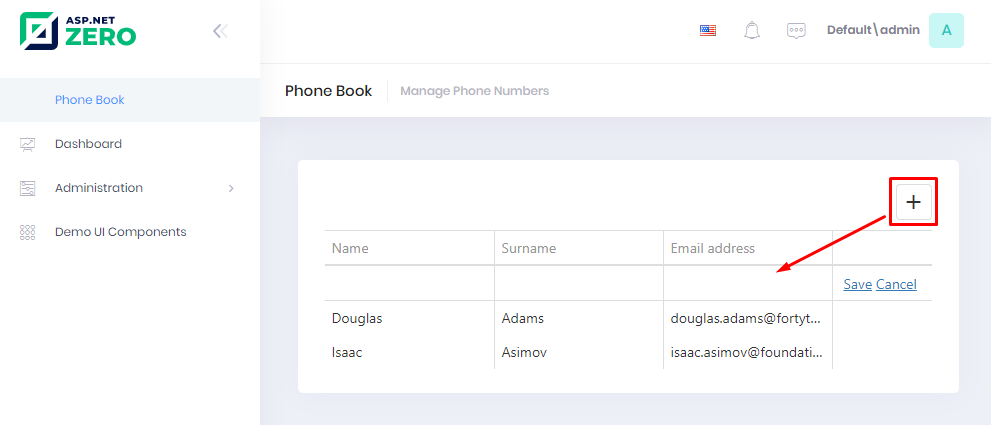 ASP.NET
ZERO
Default\admin
A
Phone Book
Manage Phone Numbers
Phone Book
Dashboard
Administration
Demo UI Components
+
Name Surname Email address
Save Cancel
Douglas Adams douglas.adams@fortyt...
Isaac Asimov isaac.asimov@foundati...